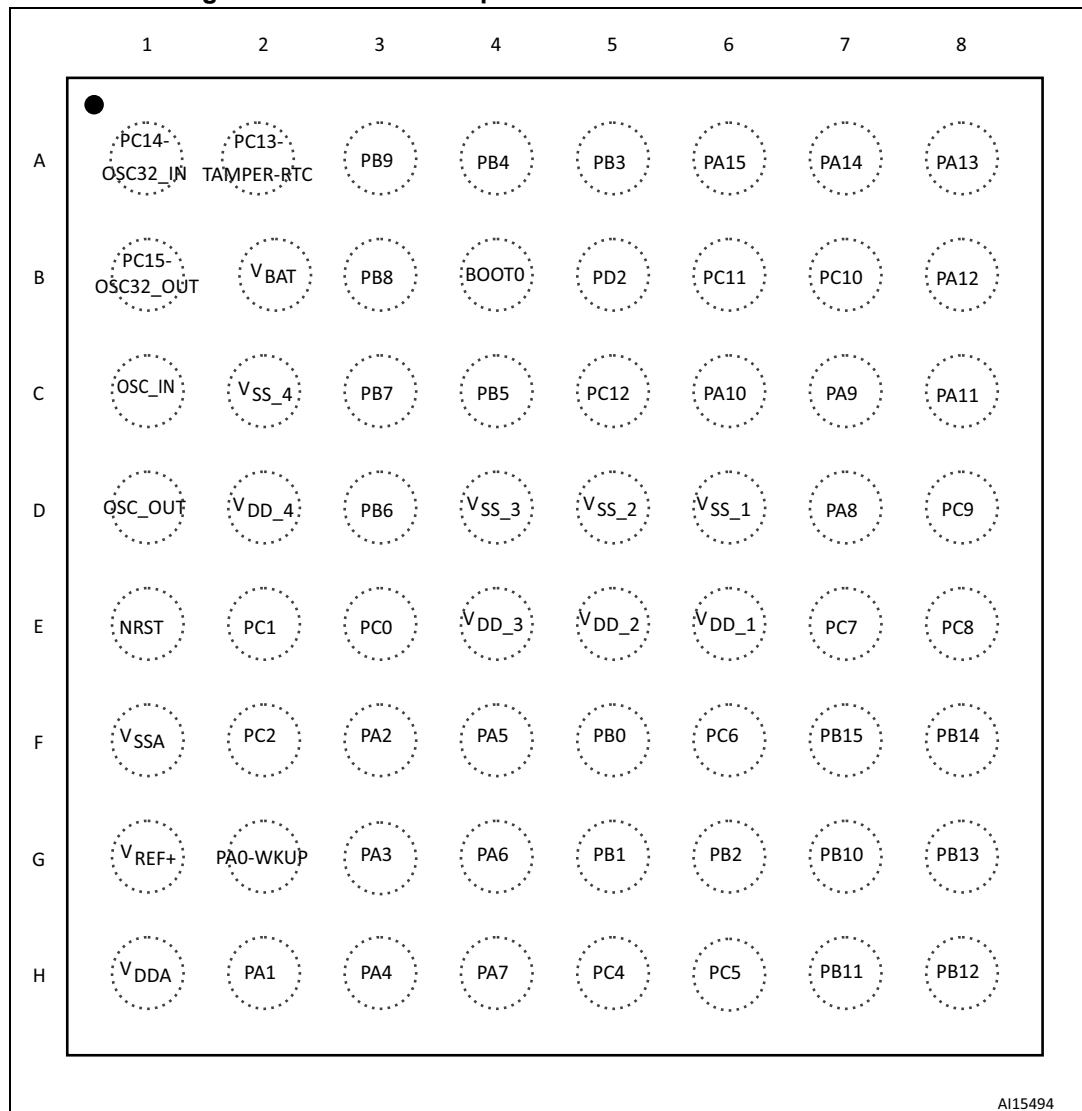 1 2 3 4 5 6 7 8
A PC14-OSC32_IN PC13-TAMPER-RTC PB9 PB4 PB3 PA15 PA14 PA13
B PC15-OSC32_OUT VBAT PB8 BOOT0 PD2 PC11 PC10 PA12
C OSC_IN VSS_4 PB7 PB5 PC12 PA10 PA9 PA11
D OSC_OUT VDD_4 PB6 VSS_3 VSS_2 VSS_1 PA8 PC9
E NRST PC1 PC0 VDD_3 VDD_2 VDD_1 PC7 PC8
F VSSA PC2 PA2 PA5 PB0 PC6 PB15 PB14
G VREF+ PA0-WKUP PA3 PA6 PB1 PB2 PB10 PB13
H VDDA PA1 PA4 PA7 PC4 PC5 PB11 PB12
AI15494